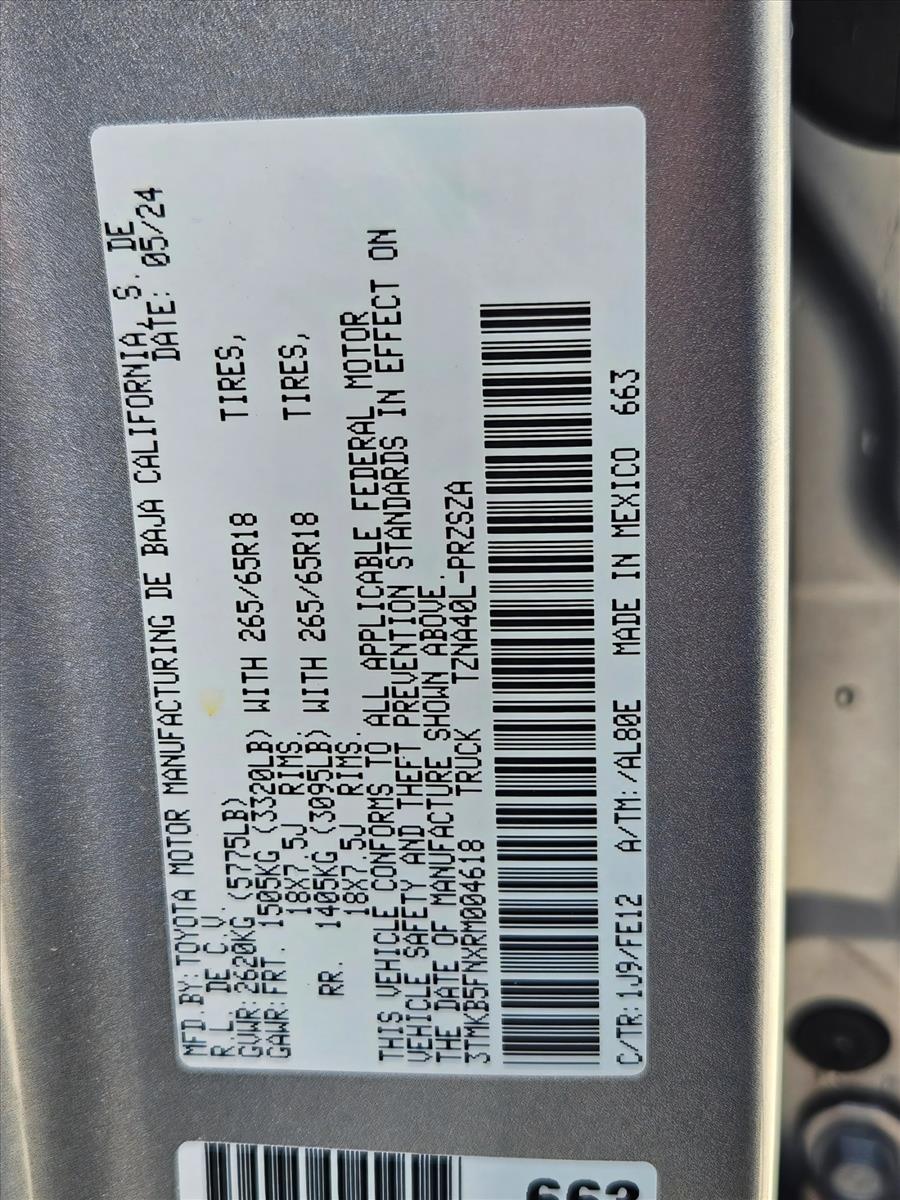 MFD.BY:TOYOTA MOTOR MANUFACTURING DE BAJA CALIFORNIA, S. DE
R.L. DE C.V. DATE: 05/24
GVWR:2620KG (5775LB)
GAWR:FRT. 1505KG (3320LB) WITH 265/65R18 TIRES,
18X7.5J RIMS.
RR. 1405KG (3095LB) WITH 265/65R18 TIRES,
18X7.5J RIMS.
THIS VEHICLE CONFORMS TO ALL APPLICABLE FEDERAL MOTOR
VEHICLE SAFETY AND THEFT PREVENTION STANDARDS IN EFFECT ON
THE DATE OF MANUFACTURE SHOWN ABOVE.
3TMKB5FNXRM004618 TRUCK TZNA40L-PRZSZA
C/TR:1J9/FE12 A/TM:/AL80E MADE IN MEXICO 663
663